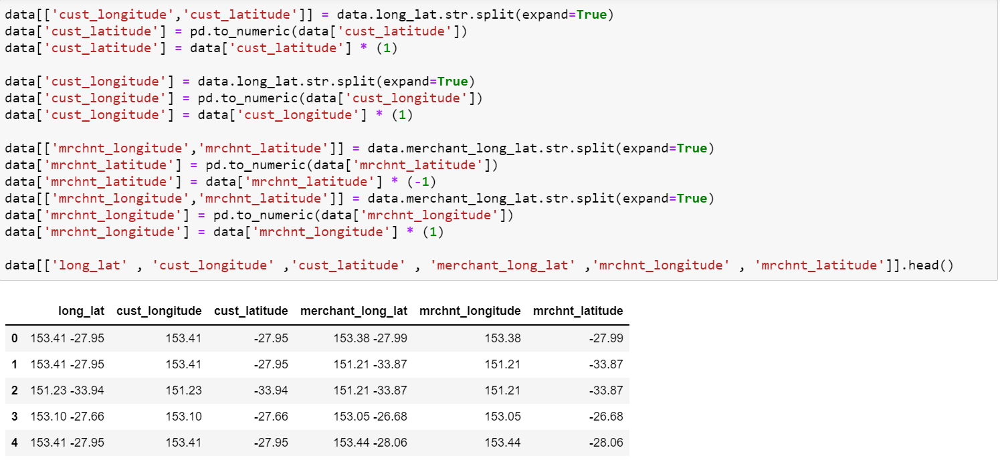 data[['cust_longitude','cust_latitude']] = data.long_lat.str.split(expand=True)
data['cust_latitude'] = pd.to_numeric(data['cust_latitude'])
data['cust_latitude'] = data['cust_latitude'] * (1)
data['cust_longitude'] = data.long_lat.str.split(expand=True)
data['cust_longitude'] = pd.to_numeric(data['cust_longitude'])
data['cust_longitude'] = data['cust_longitude'] * (1)
data[['mrchnt_longitude','mrchnt_latitude']] = data.merchant_long_lat.str.split(expand=True)
data['mrchnt_latitude'] = pd.to_numeric(data['mrchnt_latitude'])
data['mrchnt_latitude'] = data['mrchnt_latitude'] * (-1)
data[['mrchnt_longitude','mrchnt_latitude']] = data.merchant_long_lat.str.split(expand=True)
data['mrchnt_longitude'] = pd.to_numeric(data['mrchnt_longitude'])
data['mrchnt_longitude'] = data['mrchnt_longitude'] * (1)
data[['long_lat' , 'cust_longitude' ,'cust_latitude' , 'merchant_long_lat' ,'mrchnt_longitude' , 'mrchnt_latitude']].head()
long_lat cust_longitude cust_latitude merchant_long_lat mrchnt_longitude mrchnt_latitude
0 153.41 -27.95 153.41 -27.95 153.38 -27.99 153.38 -27.99
1 153.41 -27.95 153.41 -27.95 151.21 -33.87 151.21 -33.87
2 151.23 -33.94 151.23 -33.94 151.21 -33.87 151.21 -33.87
3 153.10 -27.66 153.10 -27.66 153.05 -26.68 153.05 -26.68
4 153.41 -27.95 153.41 -27.95 153.44 -28.06 153.44 -28.06